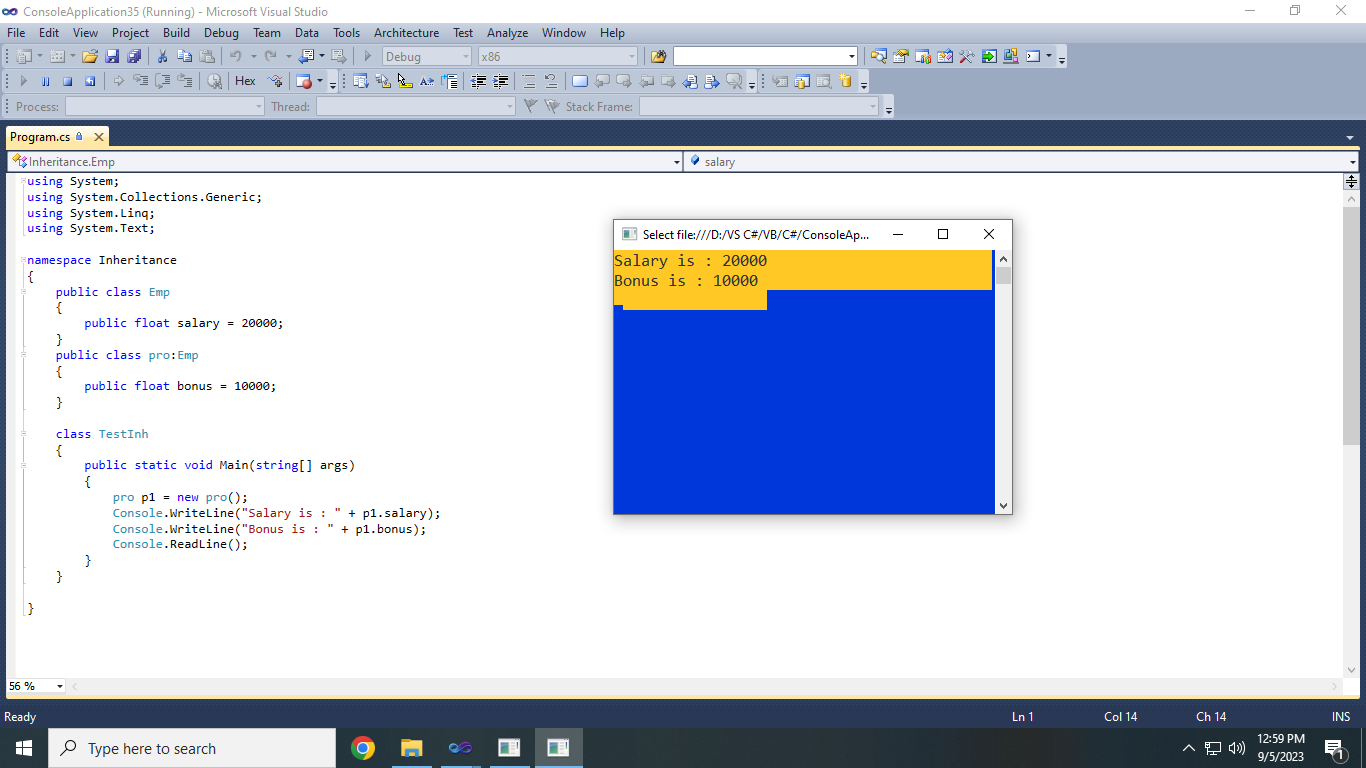 ConsoleApplication35 (Running) - Microsoft Visual Studio
File Edit View Project Build Debug Team Data Tools Architecture Test Analyze Window Help
Debug x86
Hex
Process: Thread: Stack Frame:
Program.cs
Inheritance.Emp salary
using System;
using System.Collections.Generic;
using System.Linq;
using System.Text;
namespace Inheritance
{
public class Emp
{
public float salary = 20000;
}
public class pro:Emp
{
public float bonus = 10000;
}
class TestInh
{
public static void Main(string[] args)
{
pro p1 = new pro();
Console.WriteLine("Salary is : " + p1.salary);
Console.WriteLine("Bonus is : " + p1.bonus);
Console.ReadLine();
}
}
}
Select file:///D:/VS C#/VB/C#/ConsoleAp...
Salary is : 20000
Bonus is : 10000
56 %
Ready Ln 1 Col 14 Ch 14 INS
Type here to search
12:59 PM
9/5/2023
1